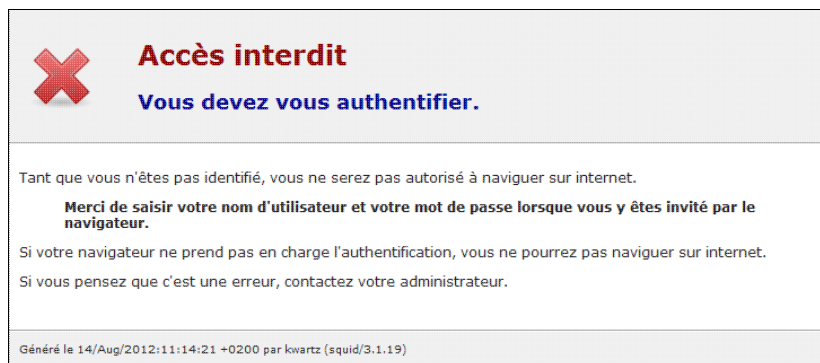 Accès interdit
Vous devez vous authentifier.
Tant que vous n'êtes pas identifié, vous ne serez pas autorisé à naviguer sur internet.
Merci de saisir votre nom d'utilisateur et votre mot de passe lorsque vous y êtes invité par le
navigateur.
Si votre navigateur ne prend pas en charge l'authentification, vous ne pourrez pas naviguer sur internet.
Si vous pensez que c'est une erreur, contactez votre administrateur.
Généré le 14/Aug/2012:11:14:21 +0200 par kwartz (squid/3.1.19)